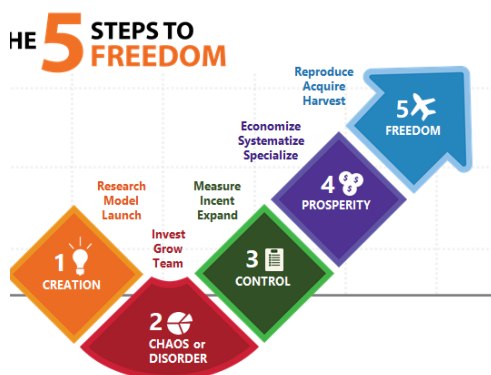 HE 5 STEPS TO
FREEDOM
Reproduce
Acquire
Harvest
5
FREEDOM
Economize
Systematize
Specialize
4
$ $ $
PROSPERITY
Measure
Incent
Expand
3
CONTROL
Research
Model
Launch
1
CREATION
Invest
Grow
Team
2
CHAOS or
DISORDER